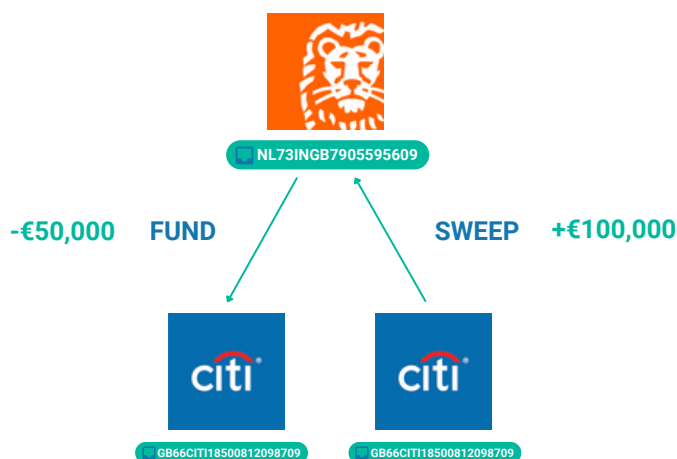 NL73INGB7905595609
-€50,000 FUND SWEEP +€100,000
citi citi
GB66CITI18500812098709 GB66CITI18500812098709